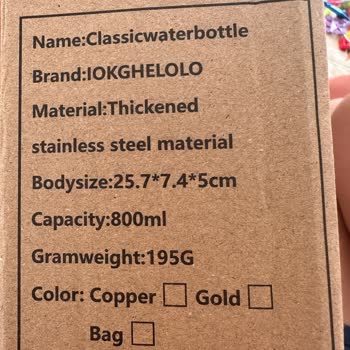 Name:Classicwaterbottle
Brand:IOKGHELOLO
Material:Thickened
stainless steel material
Bodysize:25.7*7.4*5cm
Capacity:800ml
Gramweight:195G
Color: Copper □ Gold □
Bag □